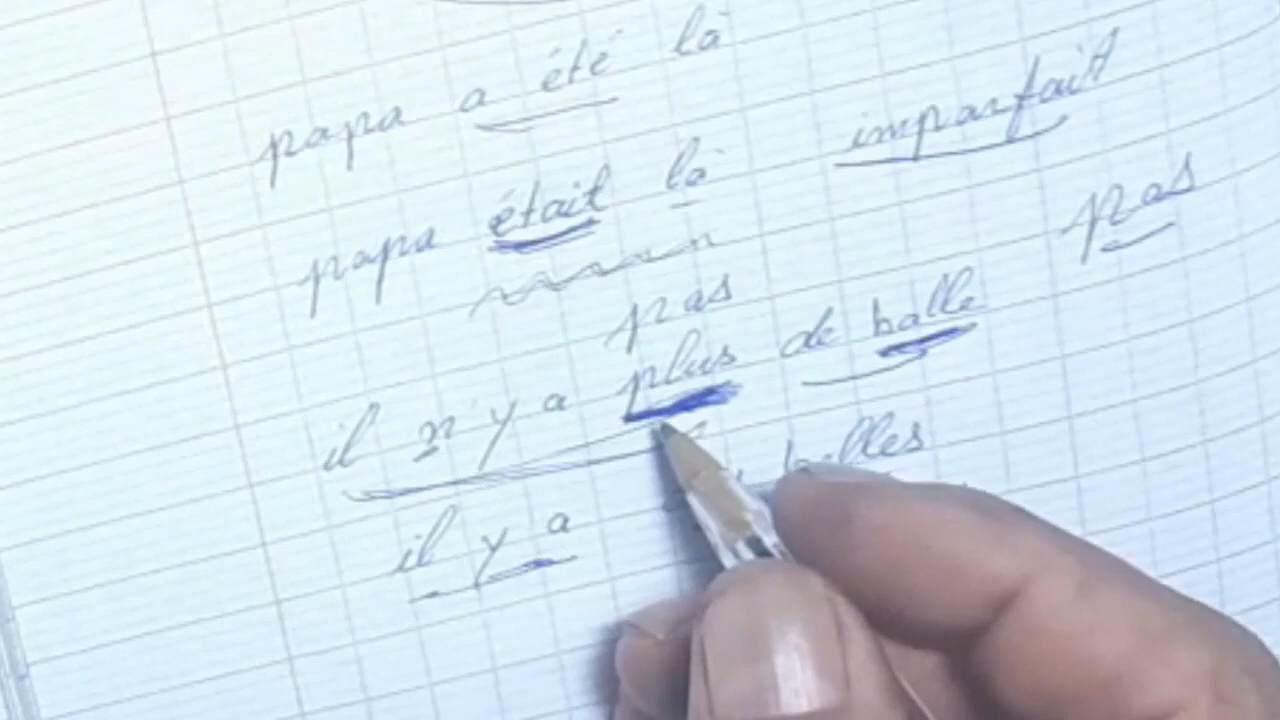 papa a été là
imparfait
papa était là
pas
pas
il n'y a plus de balle
balles
il y a